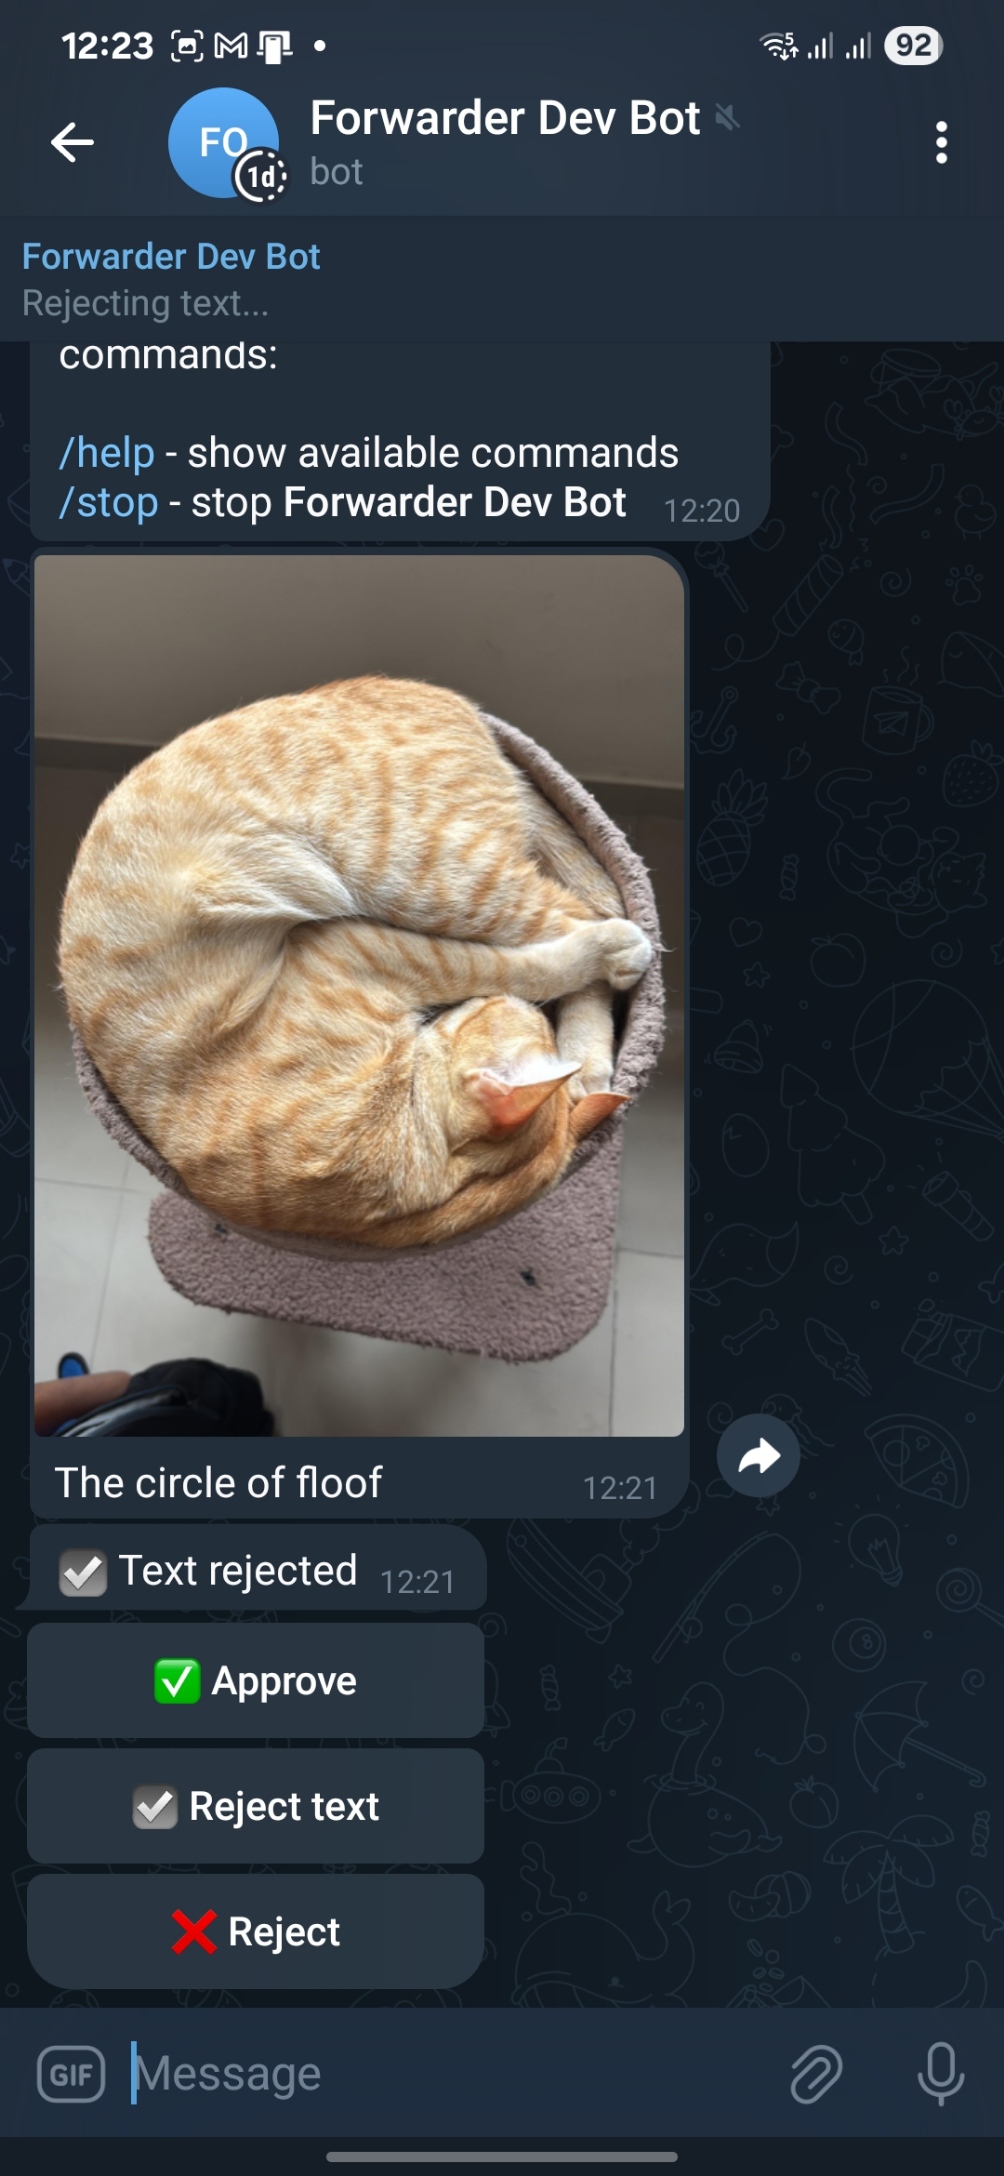 12:23
92
FO
1d
Forwarder Dev Bot
bot
Forwarder Dev Bot
Rejecting text...
commands:
/help - show available commands
/stop - stop Forwarder Dev Bot 12:20
The circle of floof 12:21
Text rejected 12:21
Approve
Reject text
Reject
GIF Message